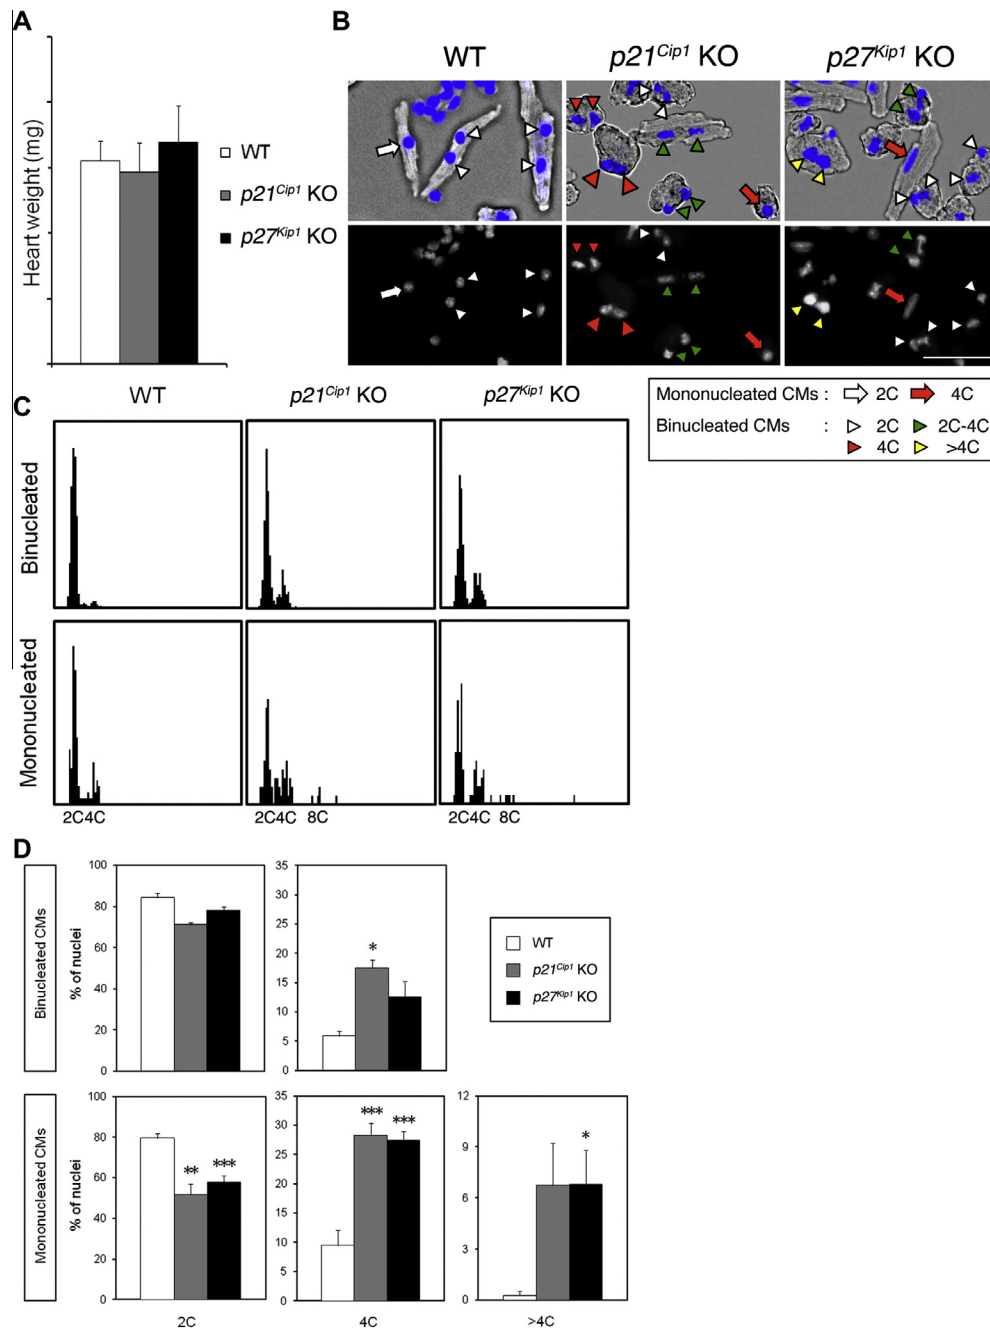 A
Heart weight (mg)
WT
p21Cip1 KO
p27Kip1 KO
B
WT
p21Cip1 KO
p27Kip1 KO
Mononucleated CMs : 2C 4C
Binucleated CMs : 2C 2C-4C
4C >4C
C
WT
p21Cip1 KO
p27Kip1 KO
Binucleated
Mononucleated
2C4C
2C4C 8C
2C4C 8C
D
Binucleated CMs
% of nuclei
100
80
60
40
20
0
35
30
25
20
15
10
5
0
*
WT
p21Cip1 KO
p27Kip1 KO
Mononucleated CMs
% of nuclei
100
80
60
40
20
0
** ***
35
30
25
20
15
10
5
0
*** ***
12
9
6
3
0
*
2C
4C
>4C